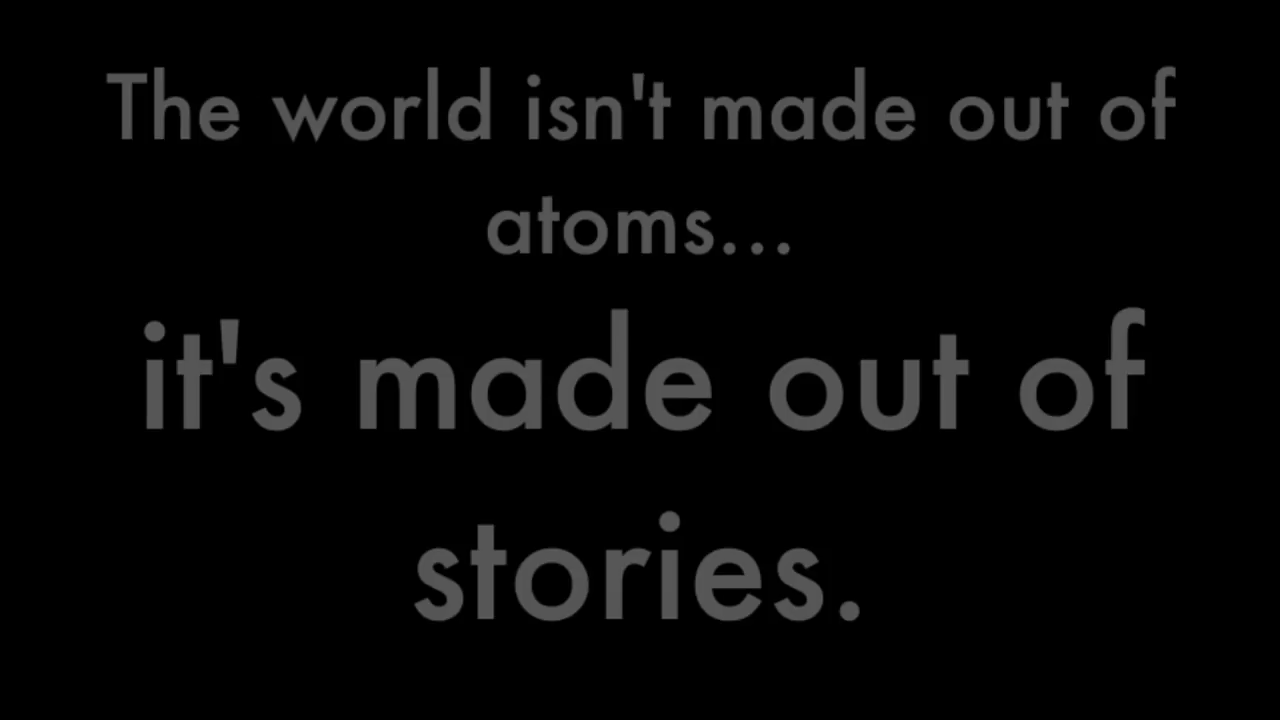 The world isn't made out of
atoms...
it's made out of
stories.